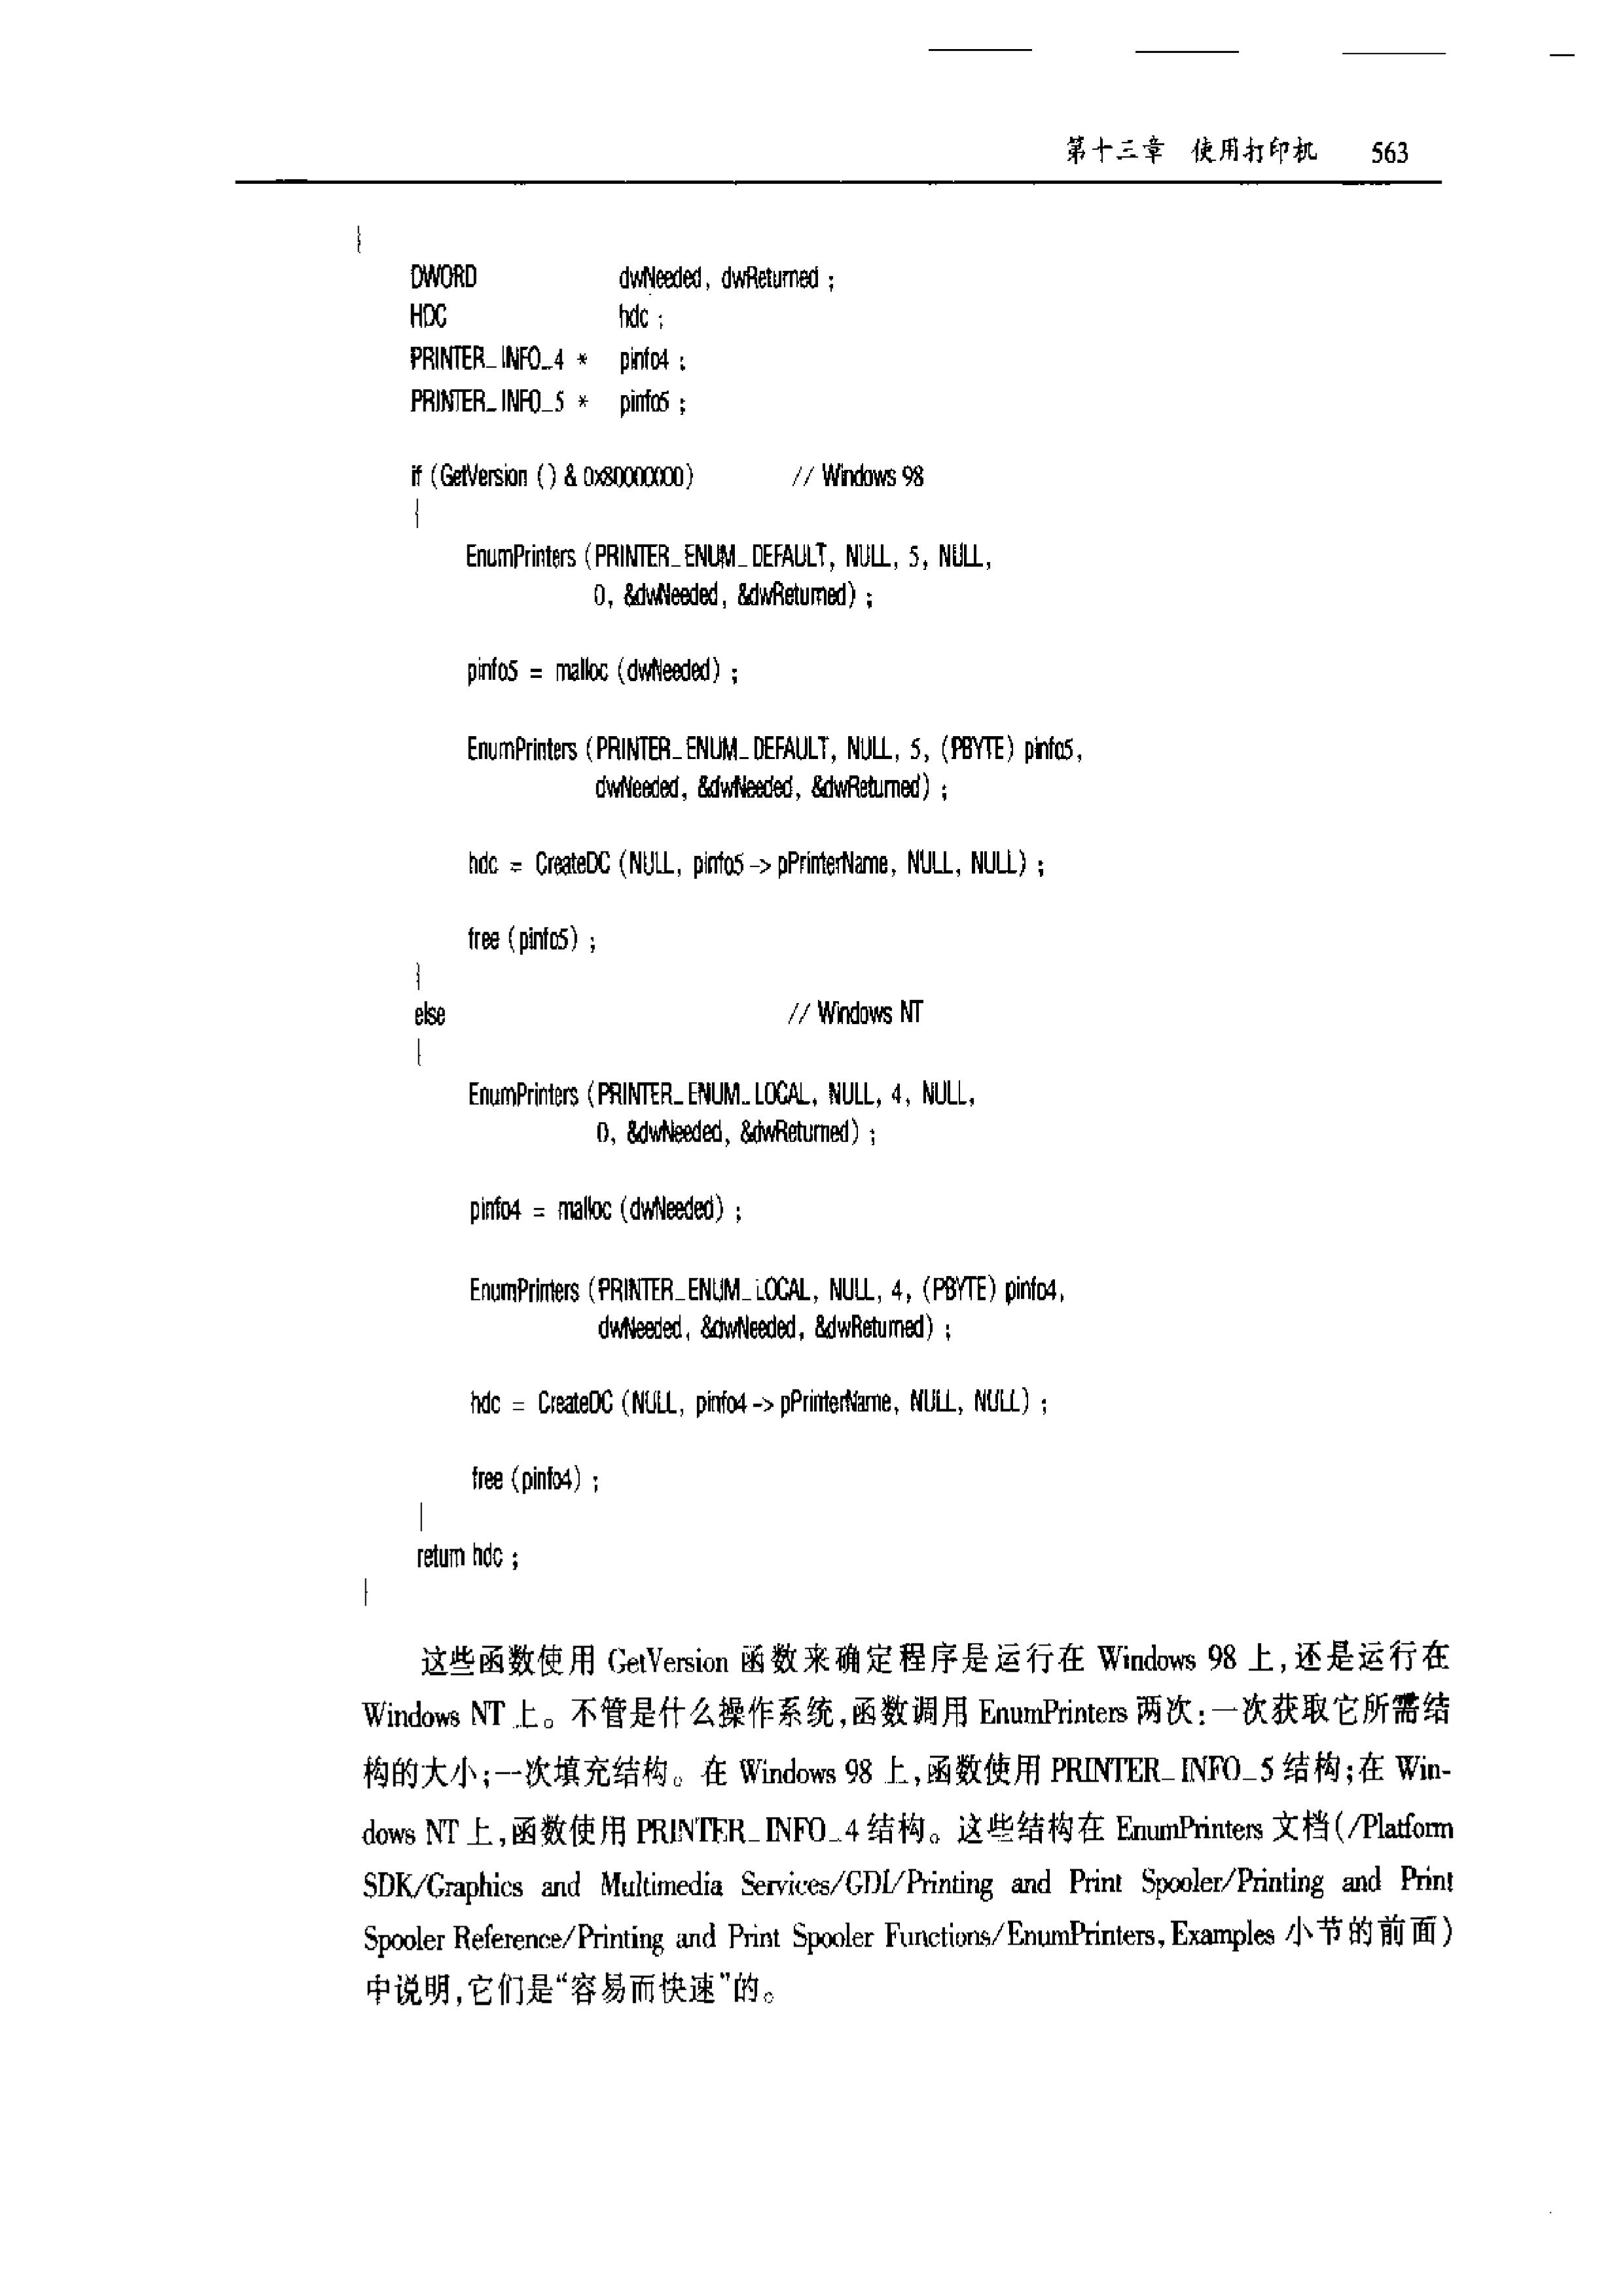 第十三章 使用打印机 563
{
DWORD dwNeeded, dwReturned ;
HDC hdc ;
PRINTER_INFO_4 * pinfo4 ;
PRINTER_INFO_5 * pinfo5 ;
if (GetVersion () & 0x80000000) // Windows 98
{
EnumPrinters (PRINTER_ENUM_DEFAULT, NULL, 5, NULL,
0, &dwNeeded, &dwReturned) ;
pinfo5 = malloc (dwNeeded) ;
EnumPrinters (PRINTER_ENUM_DEFAULT, NULL, 5, (PBYTE) pinfo5,
dwNeeded, &dwNeeded, &dwReturned) ;
hdc = CreateDC (NULL, pinfo5 -> pPrinterName, NULL, NULL) ;
free (pinfo5) ;
}
else // Windows NT
{
EnumPrinters (PRINTER_ENUM_LOCAL, NULL, 4, NULL,
0, &dwNeeded, &dwReturned) ;
pinfo4 = malloc (dwNeeded) ;
EnumPrinters (PRINTER_ENUM_LOCAL, NULL, 4, (PBYTE) pinfo4,
dwNeeded, &dwNeeded, &dwReturned) ;
hdc = CreateDC (NULL, pinfo4 -> pPrinterName, NULL, NULL) ;
free (pinfo4) ;
}
return hdc ;
}
这些函数使用 GetVersion 函数来确定程序是运行在 Windows 98 上,还是运行在
Windows NT 上。不管是什么操作系统,函数调用 EnumPrinters 两次:一次获取它所需结
构的大小;一次填充结构。在 Windows 98 上,函数使用 PRINTER_INFO_5 结构;在 Win-
dows NT 上,函数使用 PRINTER_INFO_4 结构。这些结构在 EnumPrinters 文档(/Platform
SDK/Graphics and Multimedia Services/GDI/Printing and Print Spooler/Printing and Print
Spooler Reference/Printing and Print Spooler Functions/EnumPrinters, Examples 小节的前面)
中说明,它们是“容易而快速”的。